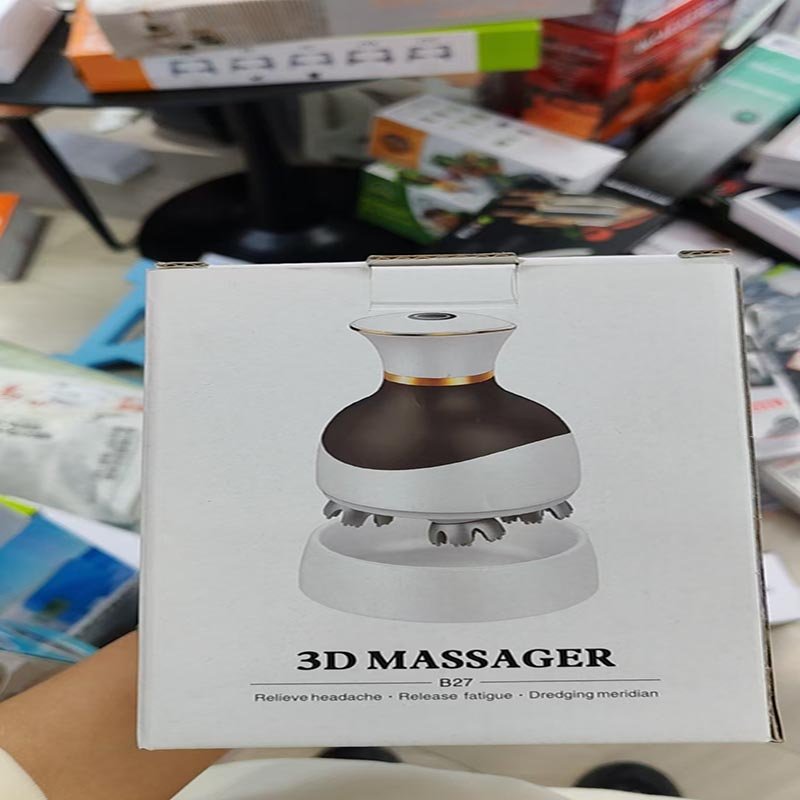 3D MASSAGER
B27
Relieve headache · Release fatigue · Dredging meridian